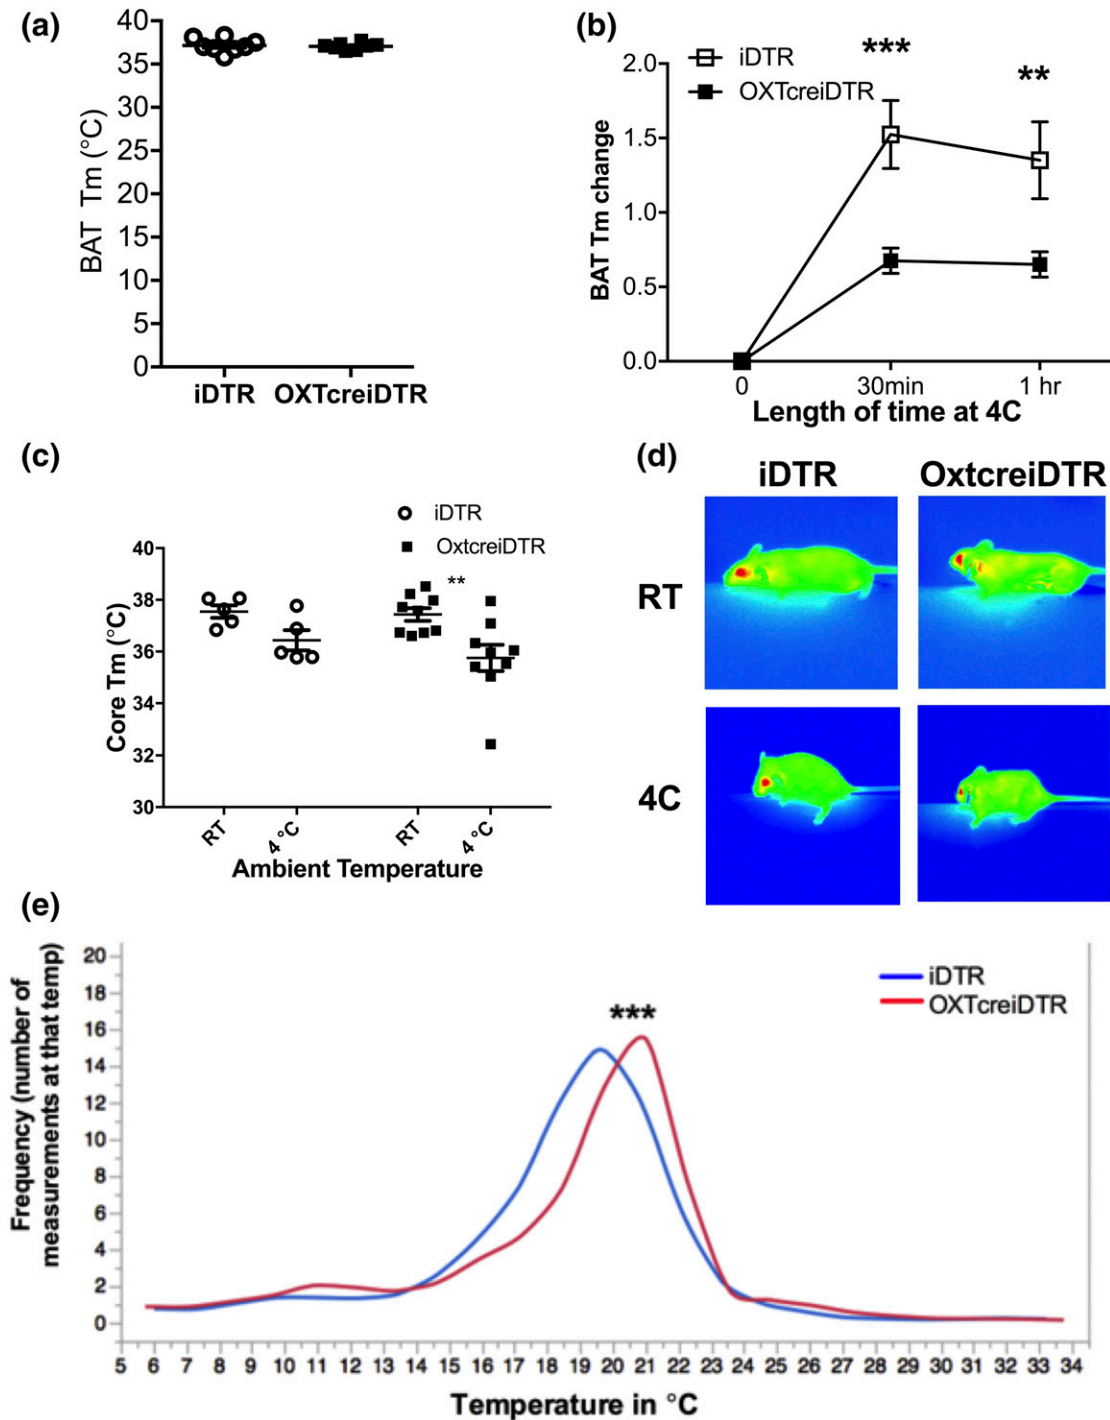 (a)
40
35
30
25
20
15
10
5
0
BAT Tm (°C)
iDTR OXTcreiDTR
(b)
iDTR
OXTcreiDTR
***
**
2.0
1.5
1.0
0.5
0.0
BAT Tm change
0 30min 1 hr
Length of time at 4C
(c)
iDTR
OxtcreiDTR
**
40
38
36
34
32
30
Core Tm (°C)
RT 4 °C RT 4 °C
Ambient Temperature
(d)
iDTR OxtcreiDTR
RT
4C
(e)
Frequency (number of
measurements at that temp)
20
18
16
14
12
10
8
6
4
2
0
iDTR
OXTcreiDTR
***
5 6 7 8 9 10 11 12 13 14 15 16 17 18 19 20 21 22 23 24 25 26 27 28 29 30 31 32 33 34
Temperature in °C